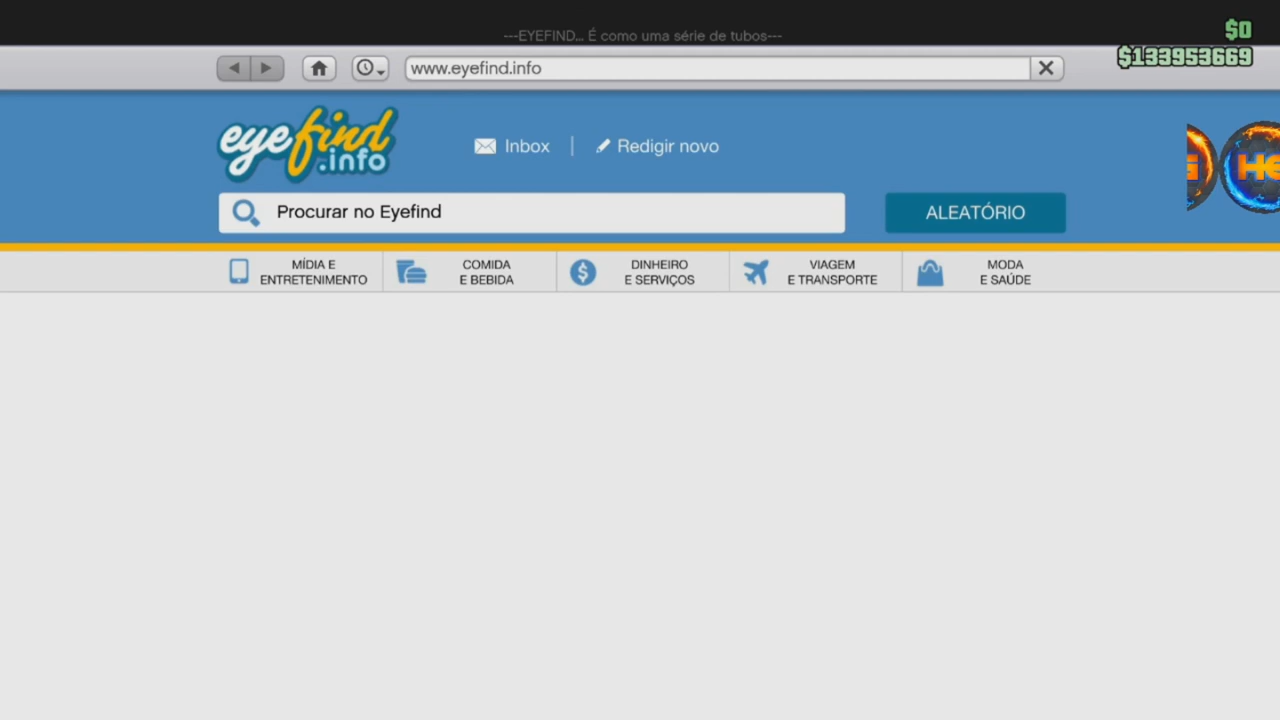 ---EYEFIND... É como uma série de tubos---
$0
$133953669
www.eyefind.info
eyefind
.info
Inbox
Redigir novo
Procurar no Eyefind
ALEATÓRIO
MÍDIA E
ENTRETENIMENTO
COMIDA
E BEBIDA
DINHEIRO
E SERVIÇOS
VIAGEM
E TRANSPORTE
MODA
E SAÚDE